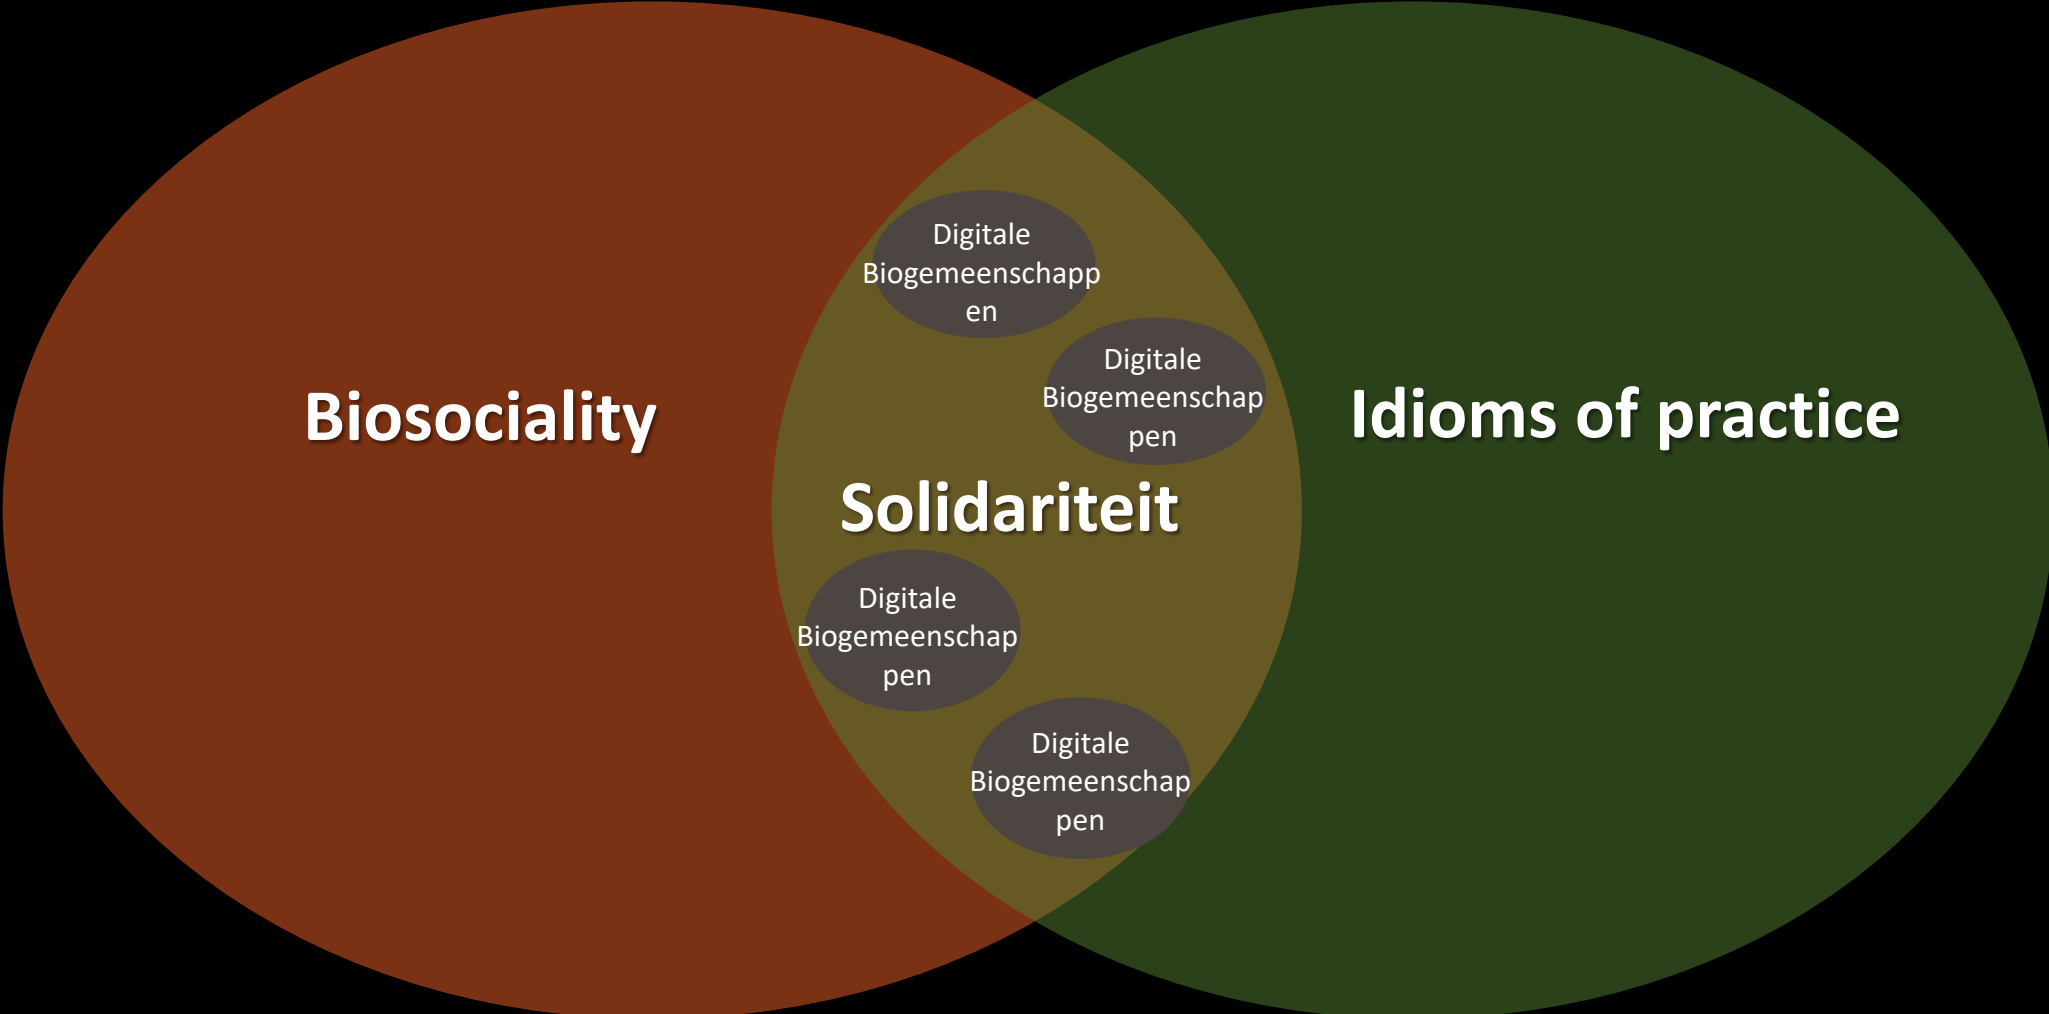 Digitale
Biogemeenschapp
en
Digitale
Biogemeenschap
pen
Biosociality
Idioms of practice
Solidariteit
Digitale
Biogemeenschap
pen
Digitale
Biogemeenschap
pen